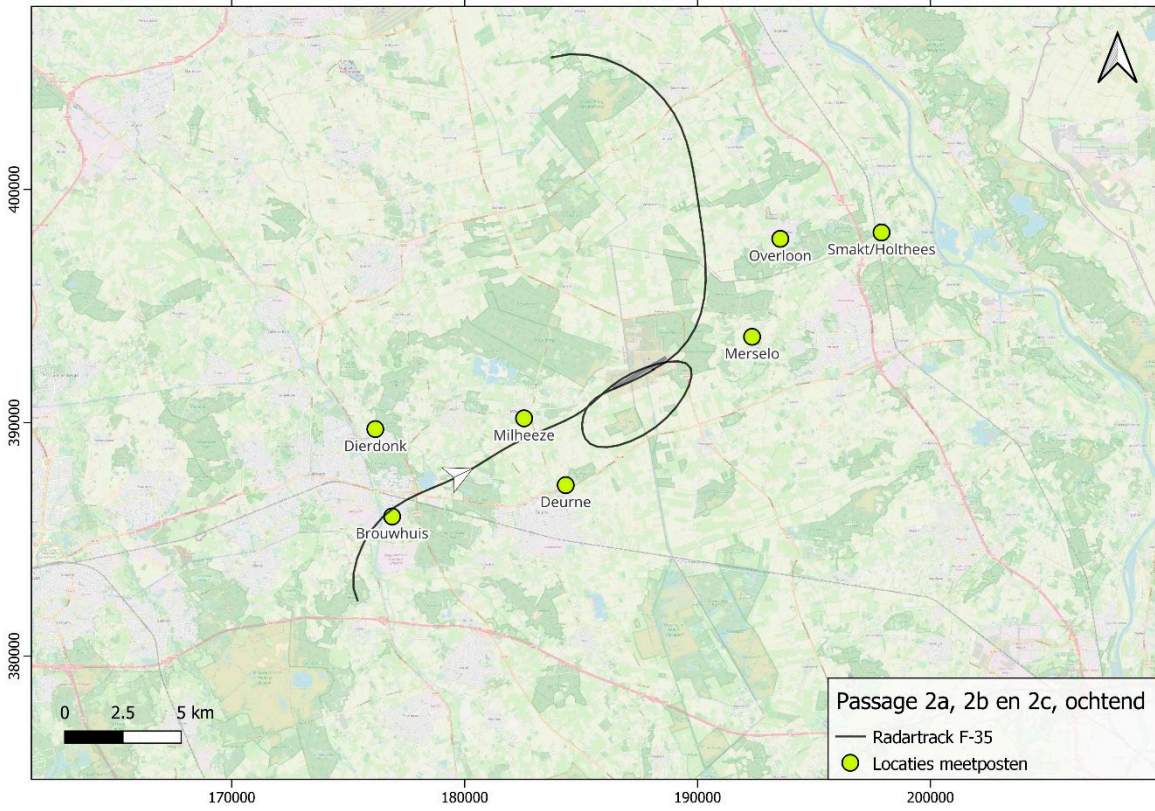 400000
390000
380000
Overloon
Smakt/Holthees
Merselo
Dierdonk
Milheeze
Deurne
Brouwhuis
0 2.5 5 km
Passage 2a, 2b en 2c, ochtend
Radartrack F-35
Locaties meetposten
170000 180000 190000 200000